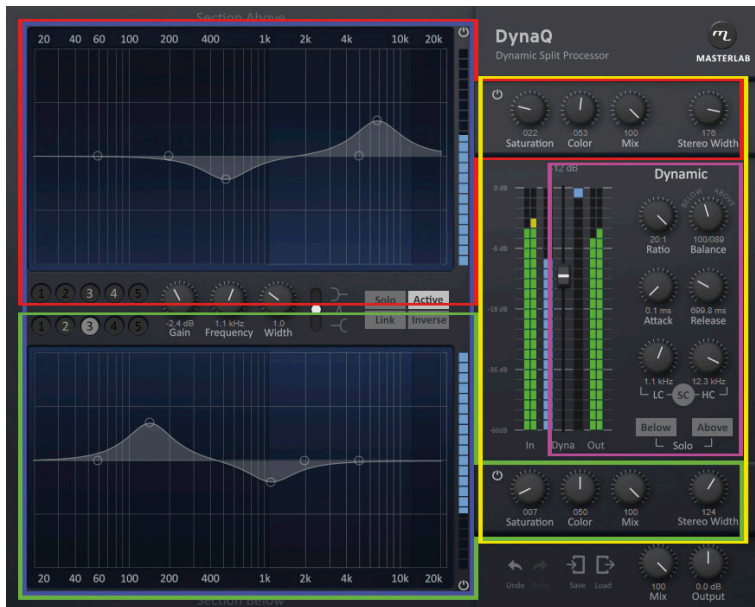 Section Above
20 40 60 100 200 400 1k 2k 4k 10k 20k
DynaQ
Dynamic Split Processor
MASTERLAB
022 053 100 176
Saturation Color Mix Stereo Width
-12 dB
Dynamic
0 dB
-6 dB
-18 dB
-36 dB
-60dB
In Dyna Out
BELOW ABOVE
20:1 100/089
Ratio Balance
0.1 ms 699.8 ms
Attack Release
1.1 kHz 12.3 kHz
LC SC HC
Below Above
Solo
1 2 3 4 5
1 2 3 4 5
-2.4 dB 1.1 kHz 1.0
Gain Frequency Width
Solo Active
Link Inverse
007 050 100 124
Saturation Color Mix Stereo Width
20 40 60 100 200 400 1k 2k 4k 10k 20k
Section Below
Undo Save Load
100 0.0 dB
Mix Output